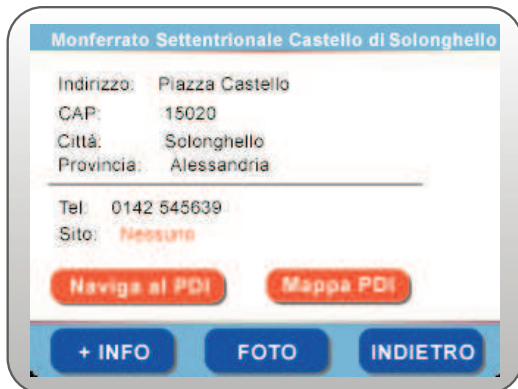 Monferrato Settentrionale Castello di Solonghello
Indirizzo: Piazza Castello
CAP: 15020
Città: Solonghello
Provincia: Alessandria
Tel: 0142 545639
Sito: Nessuno
Naviga al PDI
Mappa PDI
+ INFO
FOTO
INDIETRO